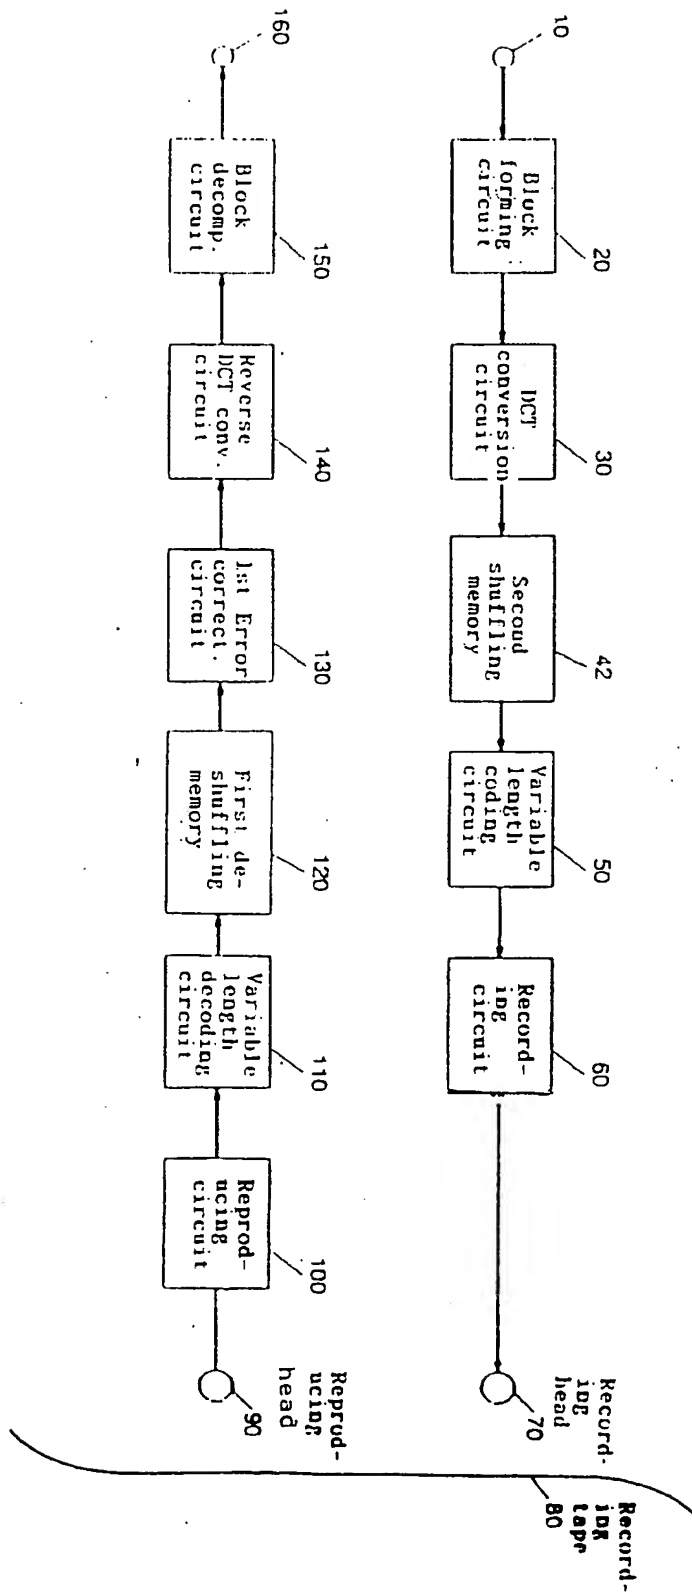 10
20
Block
forming
circuit
30
DCT
conversion
circuit
42
Second
shuffling
memory
50
Variable
length
coding
circuit
60
Record-
ing
circuit
70
Record-
ing
head
80
Record-
ing
tape
160
150
Block
decomp.
circuit
140
Reverse
DCT conv.
circuit
130
1st Error
correct.
circuit
120
First de-
shuffling
memory
110
Variable
length
decoding
circuit
100
Reprod-
ucing
circuit
90
Reprod-
ucing
head